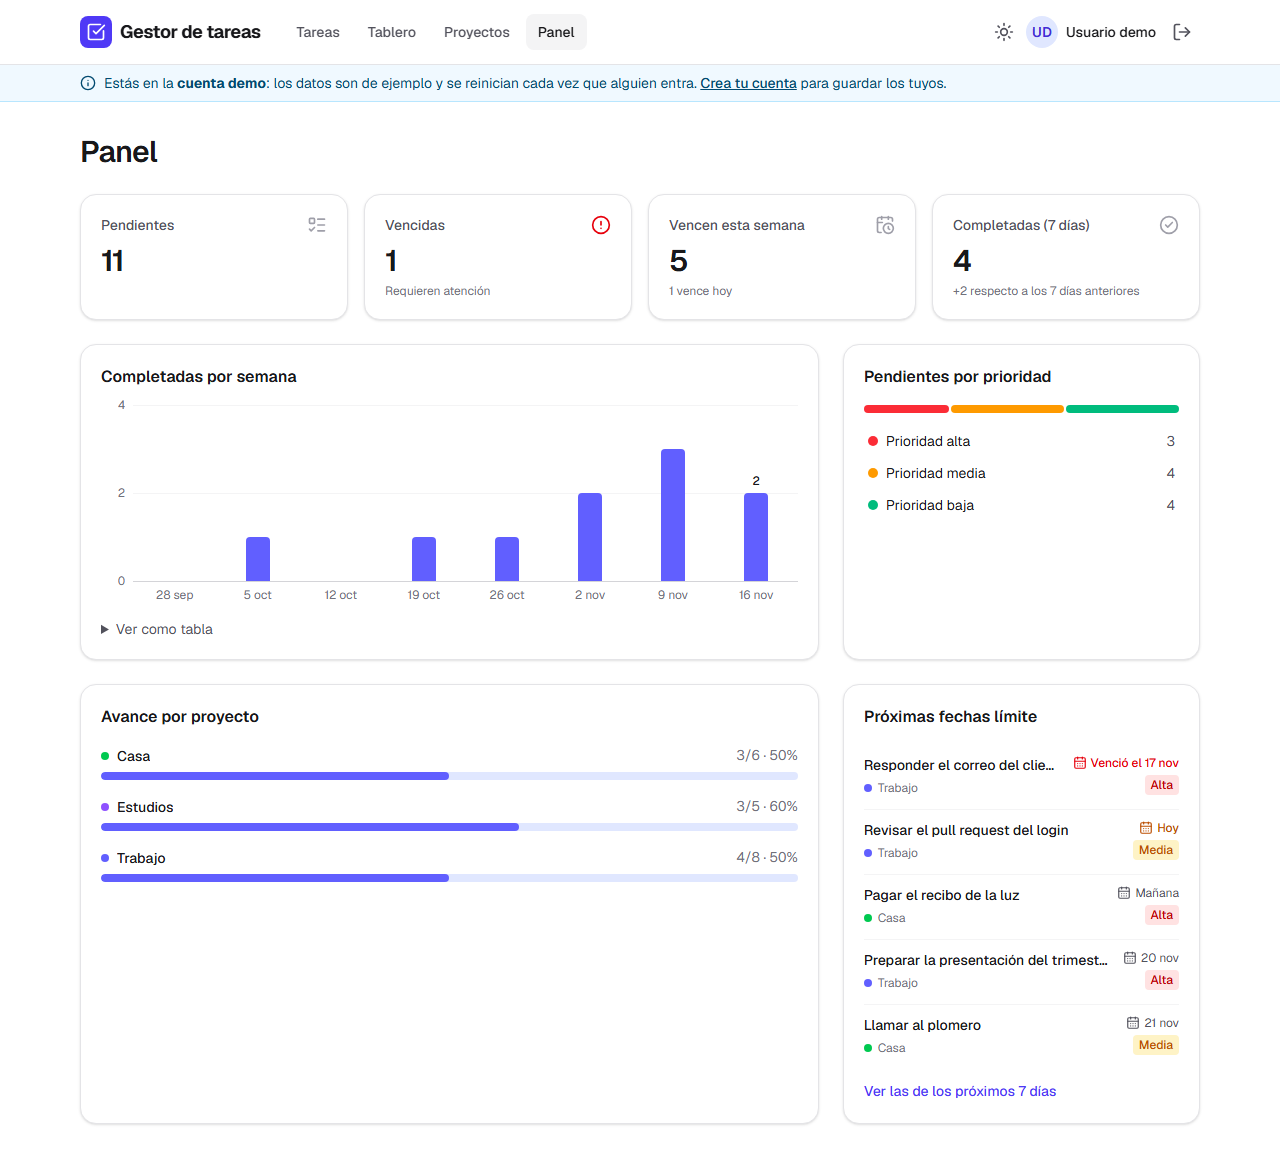 Gestor de tareas
Tareas
Tablero
Proyectos
Panel
UD
Usuario demo
Estás en la cuenta demo: los datos son de ejemplo y se reinician cada vez que alguien entra. Crea tu cuenta para guardar los tuyos.
Panel
Pendientes
11
Vencidas
1
Requieren atención
Vencen esta semana
5
1 vence hoy
Completadas (7 días)
4
+2 respecto a los 7 días anteriores
Completadas por semana
4
2
0
2
28 sep
5 oct
12 oct
19 oct
26 oct
2 nov
9 nov
16 nov
Ver como tabla
Pendientes por prioridad
Prioridad alta 3
Prioridad media 4
Prioridad baja 4
Avance por proyecto
Casa 3/6 · 50%
Estudios 3/5 · 60%
Trabajo 4/8 · 50%
Próximas fechas límite
Responder el correo del clie... Venció el 17 nov
Trabajo Alta
Revisar el pull request del login Hoy
Trabajo Media
Pagar el recibo de la luz Mañana
Casa Alta
Preparar la presentación del trimest... 20 nov
Trabajo Alta
Llamar al plomero 21 nov
Casa Media
Ver las de los próximos 7 días